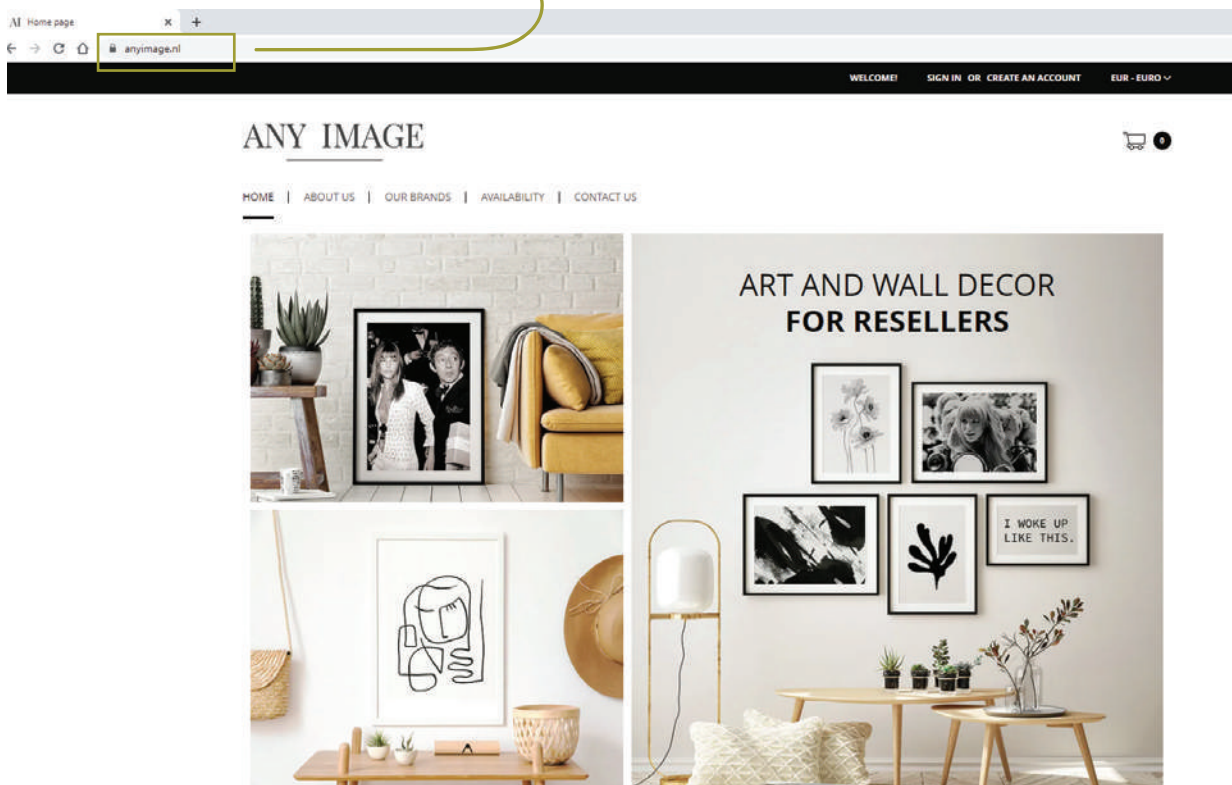 AI Home page
anyimage.nl
WELCOME! SIGN IN OR CREATE AN ACCOUNT EUR - EURO
ANY IMAGE
0
HOME | ABOUT US | OUR BRANDS | AVAILABILITY | CONTACT US
ART AND WALL DECOR
FOR RESELLERS
I WOKE UP
LIKE THIS.